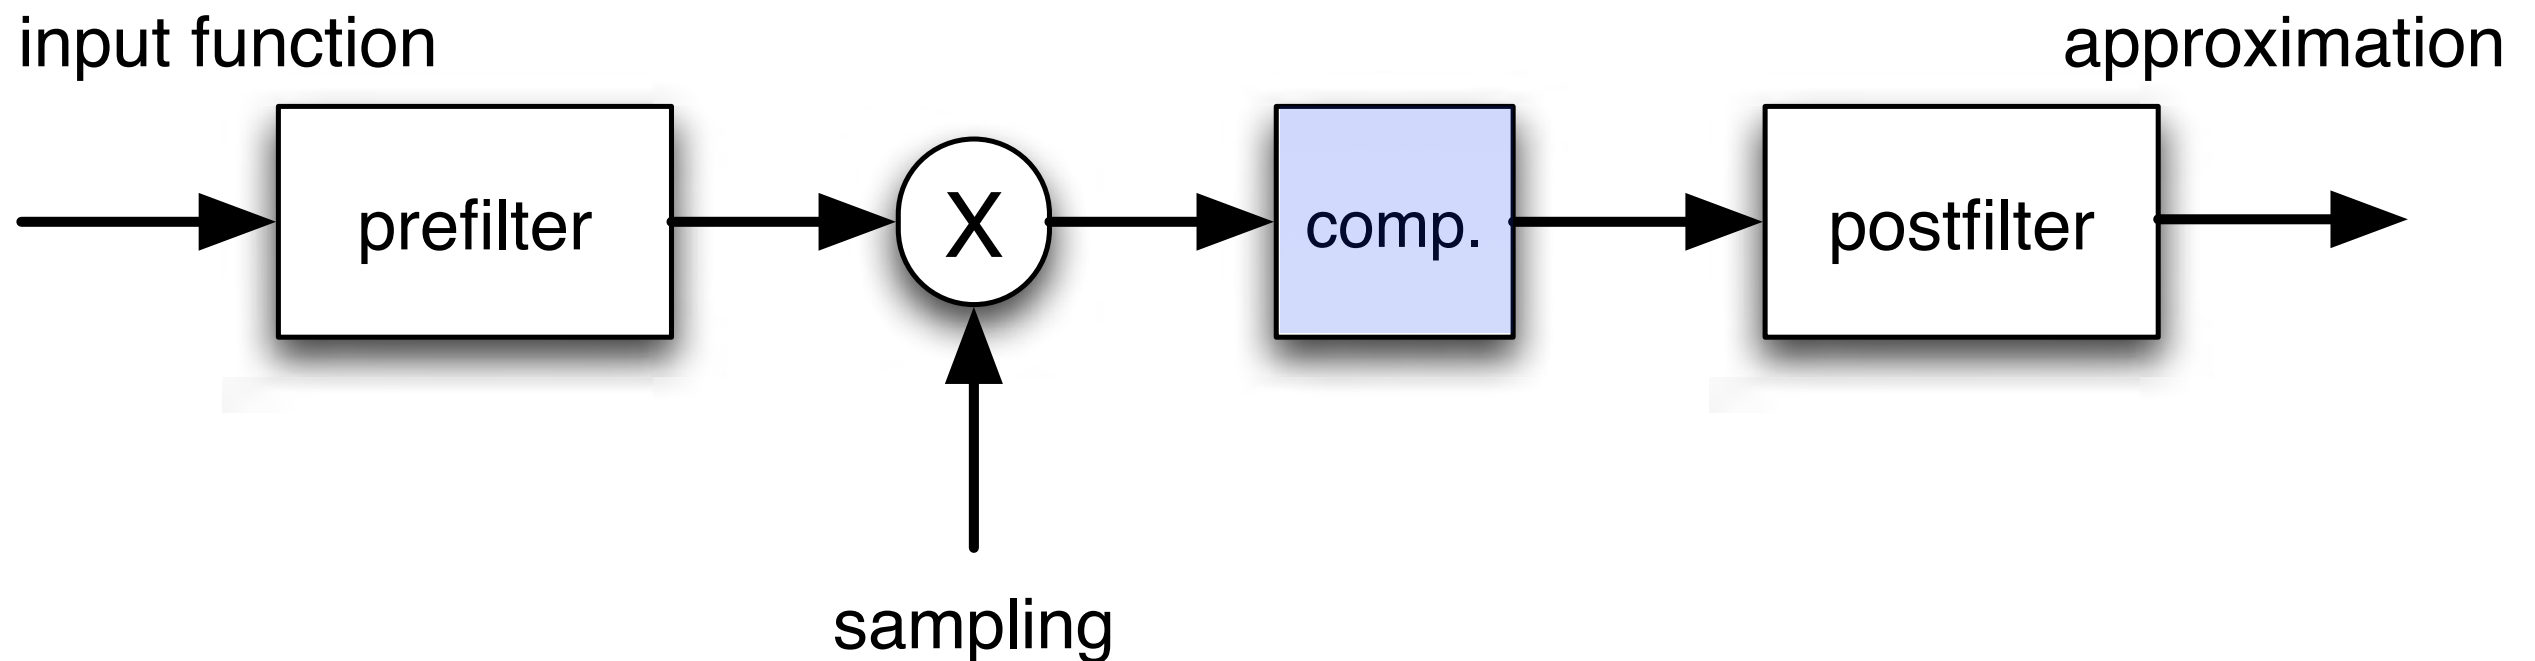 input function
approximation
prefilter
X
comp.
postfilter
sampling